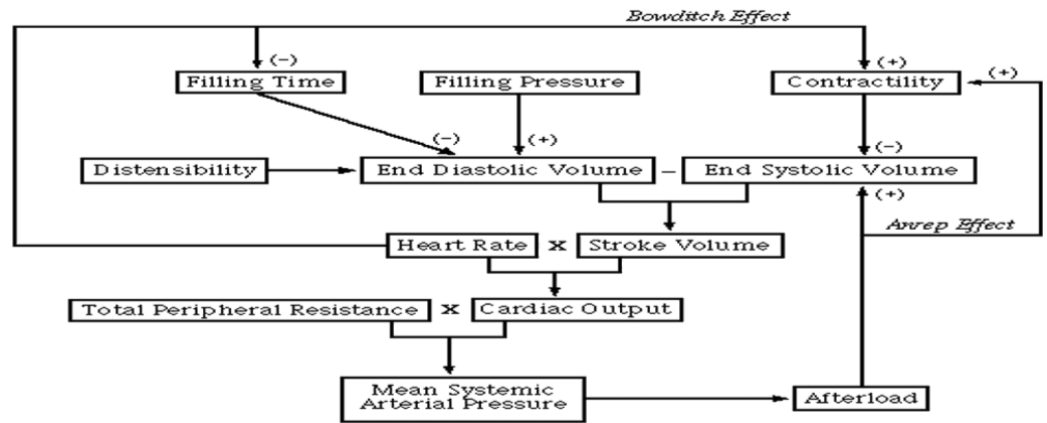 Bowditch Effect
(-)
(+)
(+)
Filling Time
Filling Pressure
Contractility
(-)
(+)
(-)
Distensibility
End Diastolic Volume
–
End Systolic Volume
(+)
Anrep Effect
Heart Rate
x
Stroke Volume
Total Peripheral Resistance
x
Cardiac Output
Mean Systemic
Arterial Pressure
Afterload